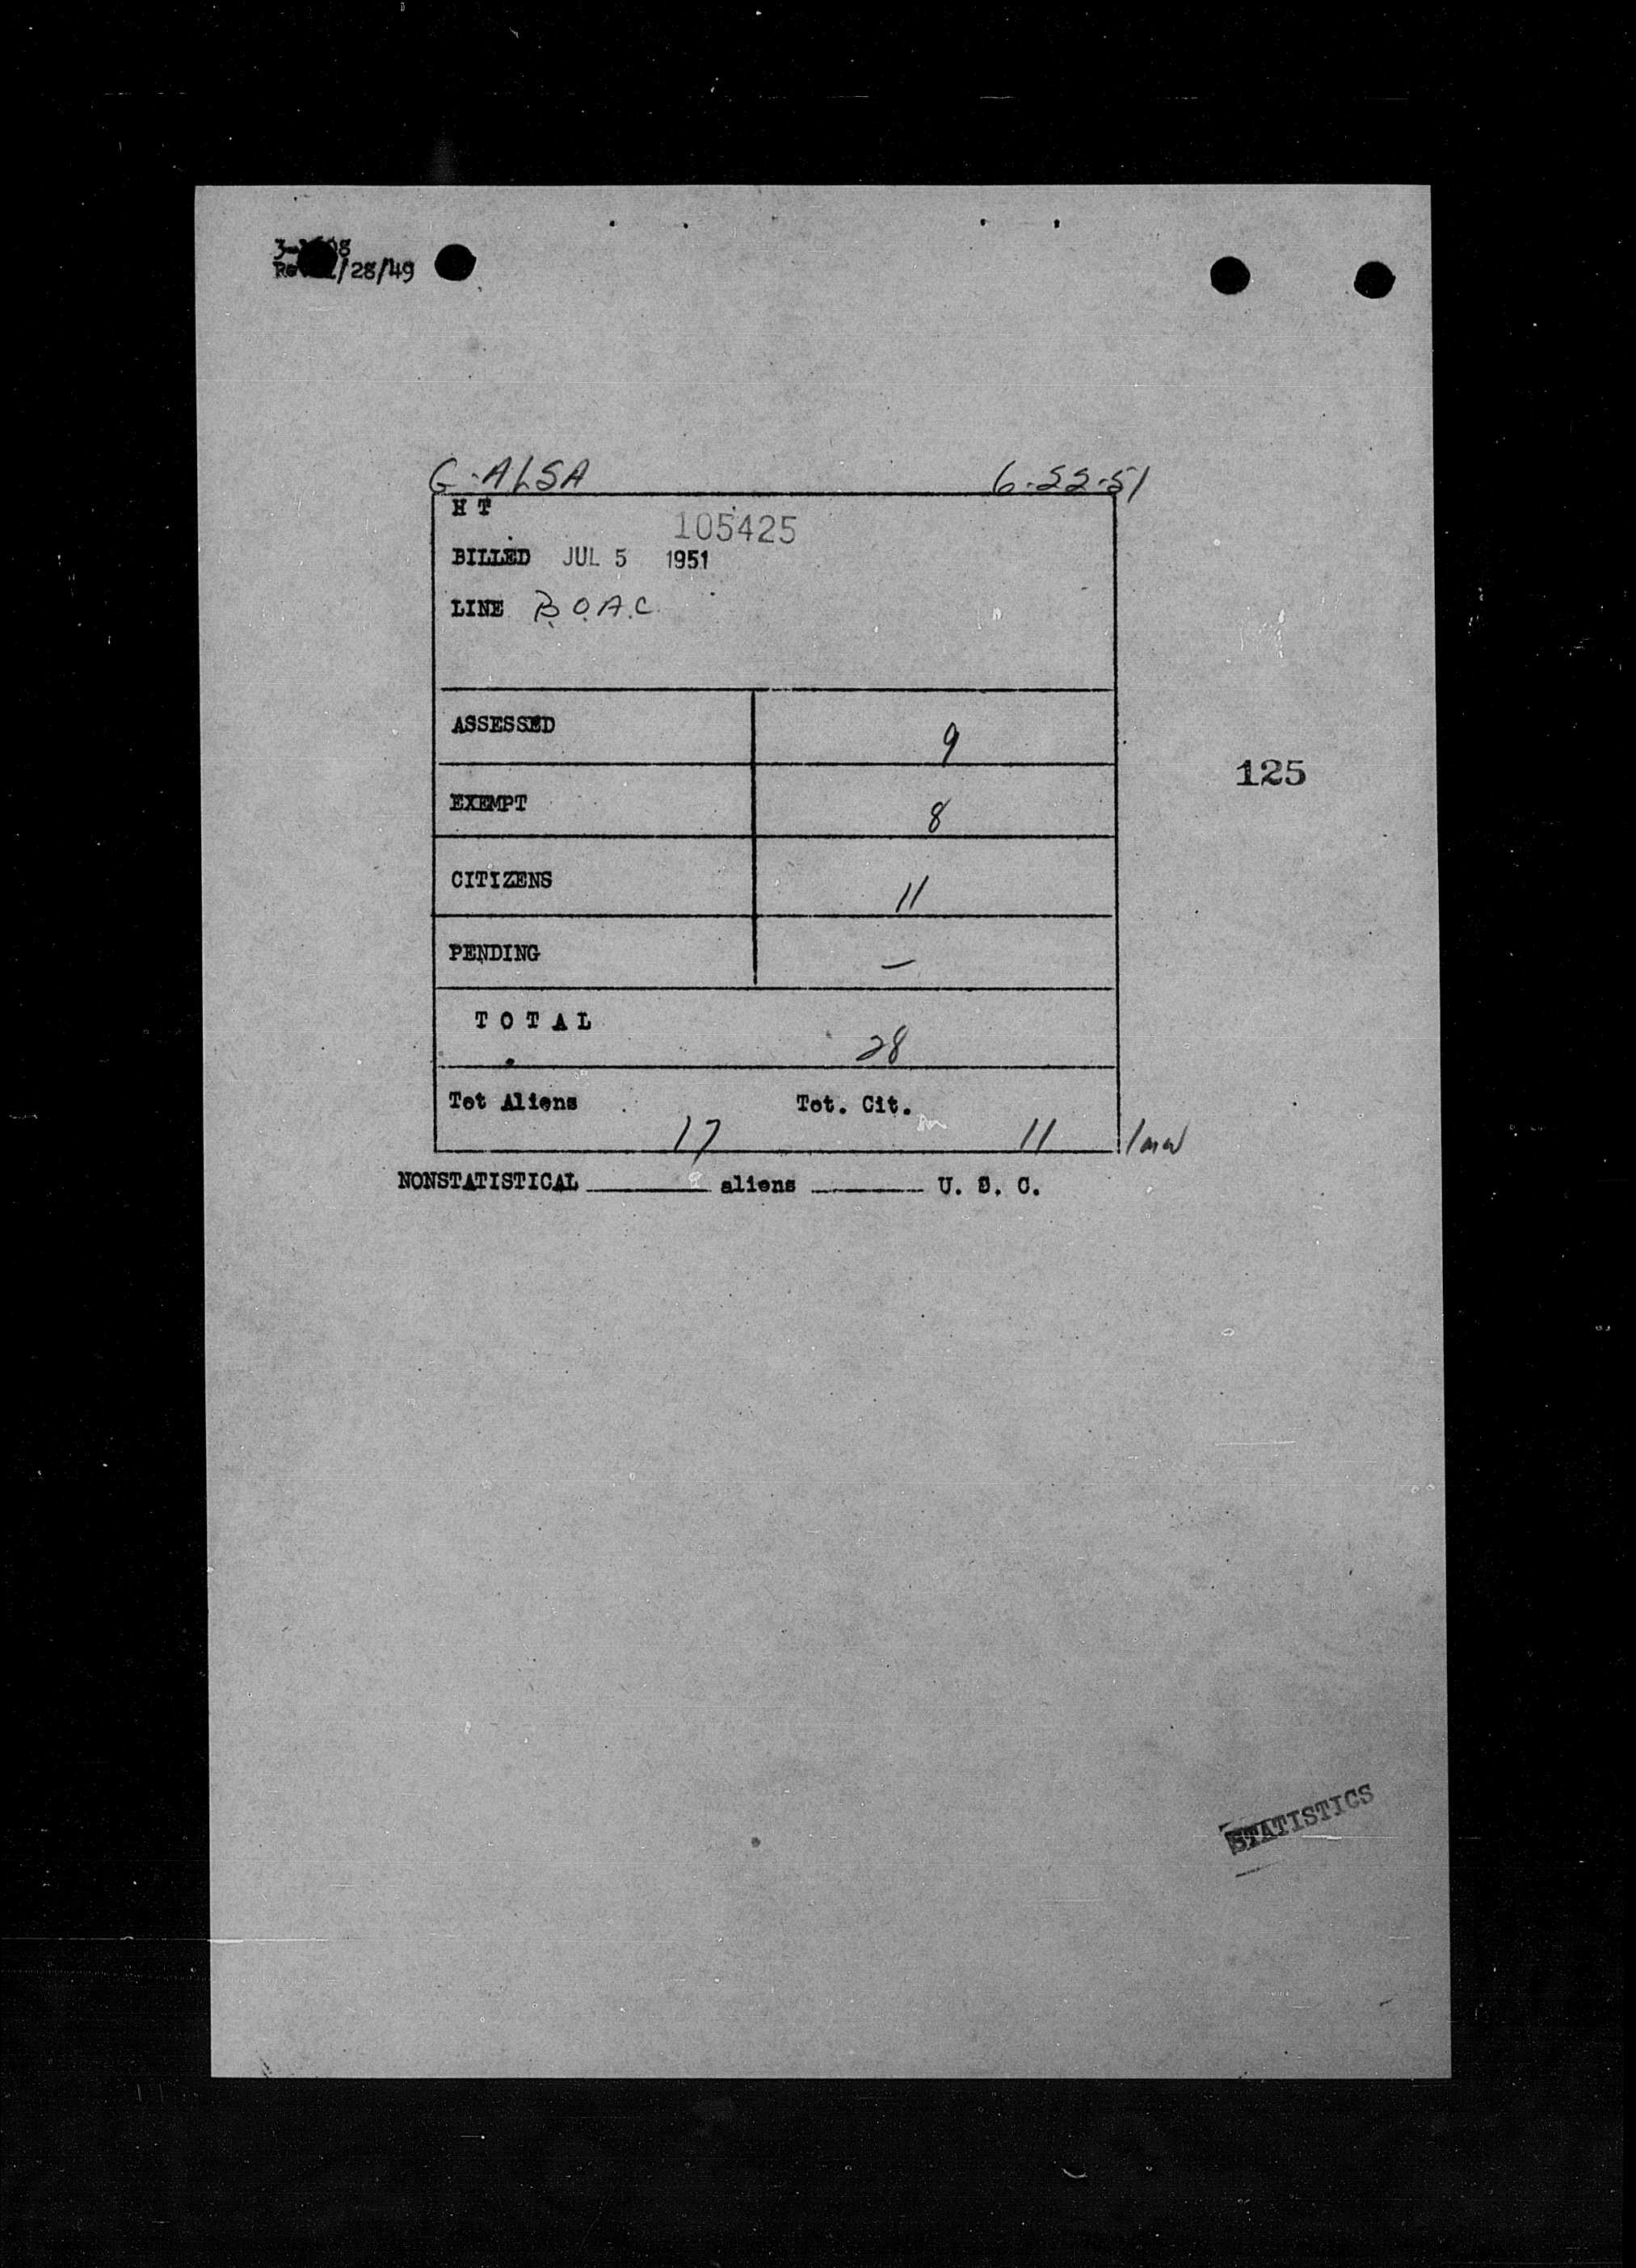 /28/49
G-ALSA 6-22-51
H T
105425
BILLED JUL 5 1951
LINE B.O.A.C.
ASSESSED 9
125
EXEMPT 8
CITIZENS 11
PENDING —
TOTAL 28
Tot Aliens Tot. Cit.
17 11
NONSTATISTICAL aliens U. S. C.
STATISTICS